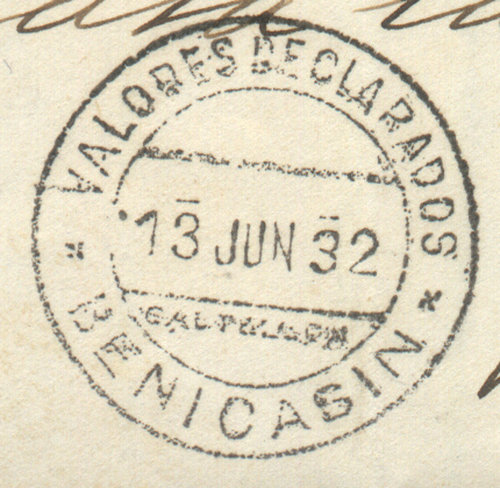 VALORES DECLARADOS
13 JUN 32
CASTELLON
BENICASIN